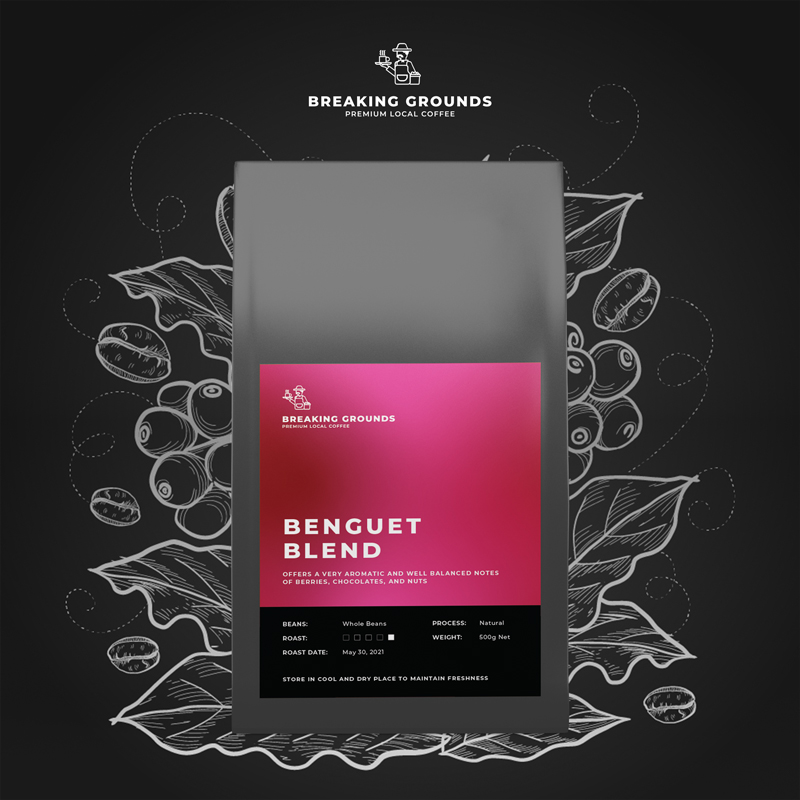 BREAKING GROUNDS
PREMIUM LOCAL COFFEE
BREAKING GROUNDS
PREMIUM LOCAL COFFEE
BENGUET
BLEND
OFFERS A VERY AROMATIC AND WELL BALANCED NOTES
OF BERRIES, CHOCOLATES, AND NUTS
BEANS: Whole Beans PROCESS: Natural
ROAST: WEIGHT: 500g Net
ROAST DATE: May 30, 2021
STORE IN COOL AND DRY PLACE TO MAINTAIN FRESHNESS